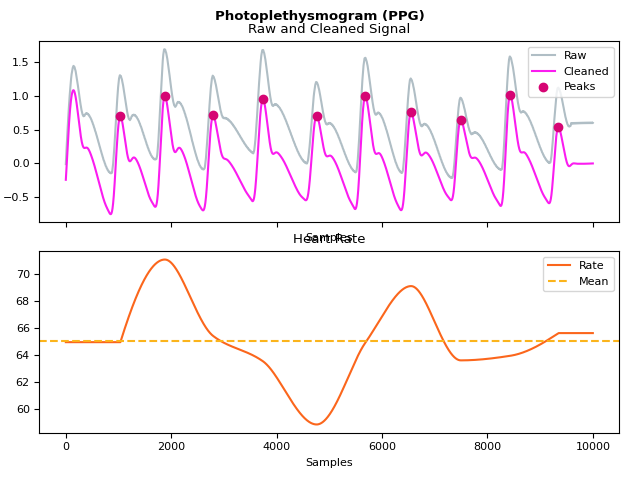 Photoplethysmogram (PPG)
Raw and Cleaned Signal
Raw
Cleaned
Peaks
1.5
1.0
0.5
0.0
−0.5
Samples
Heart Rate
Rate
Mean
70
68
66
64
62
60
0 2000 4000 6000 8000 10000
Samples